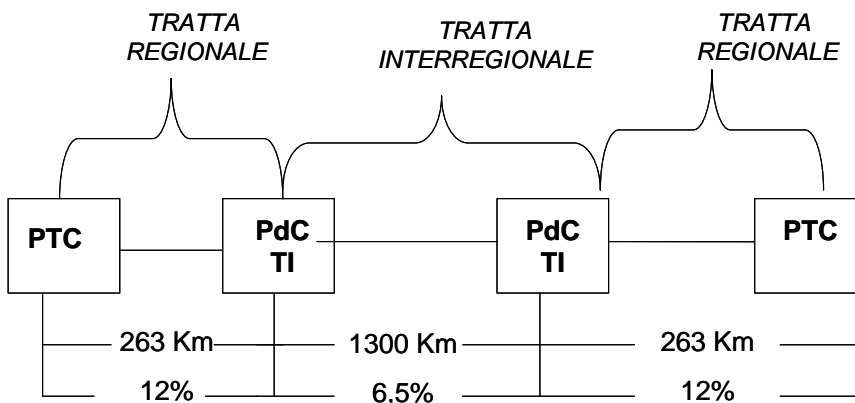 TRATTA
REGIONALE
TRATTA
INTERREGIONALE
TRATTA
REGIONALE
PTC
PdC
TI
PdC
TI
PTC
263 Km
1300 Km
263 Km
12%
6,5%
12%